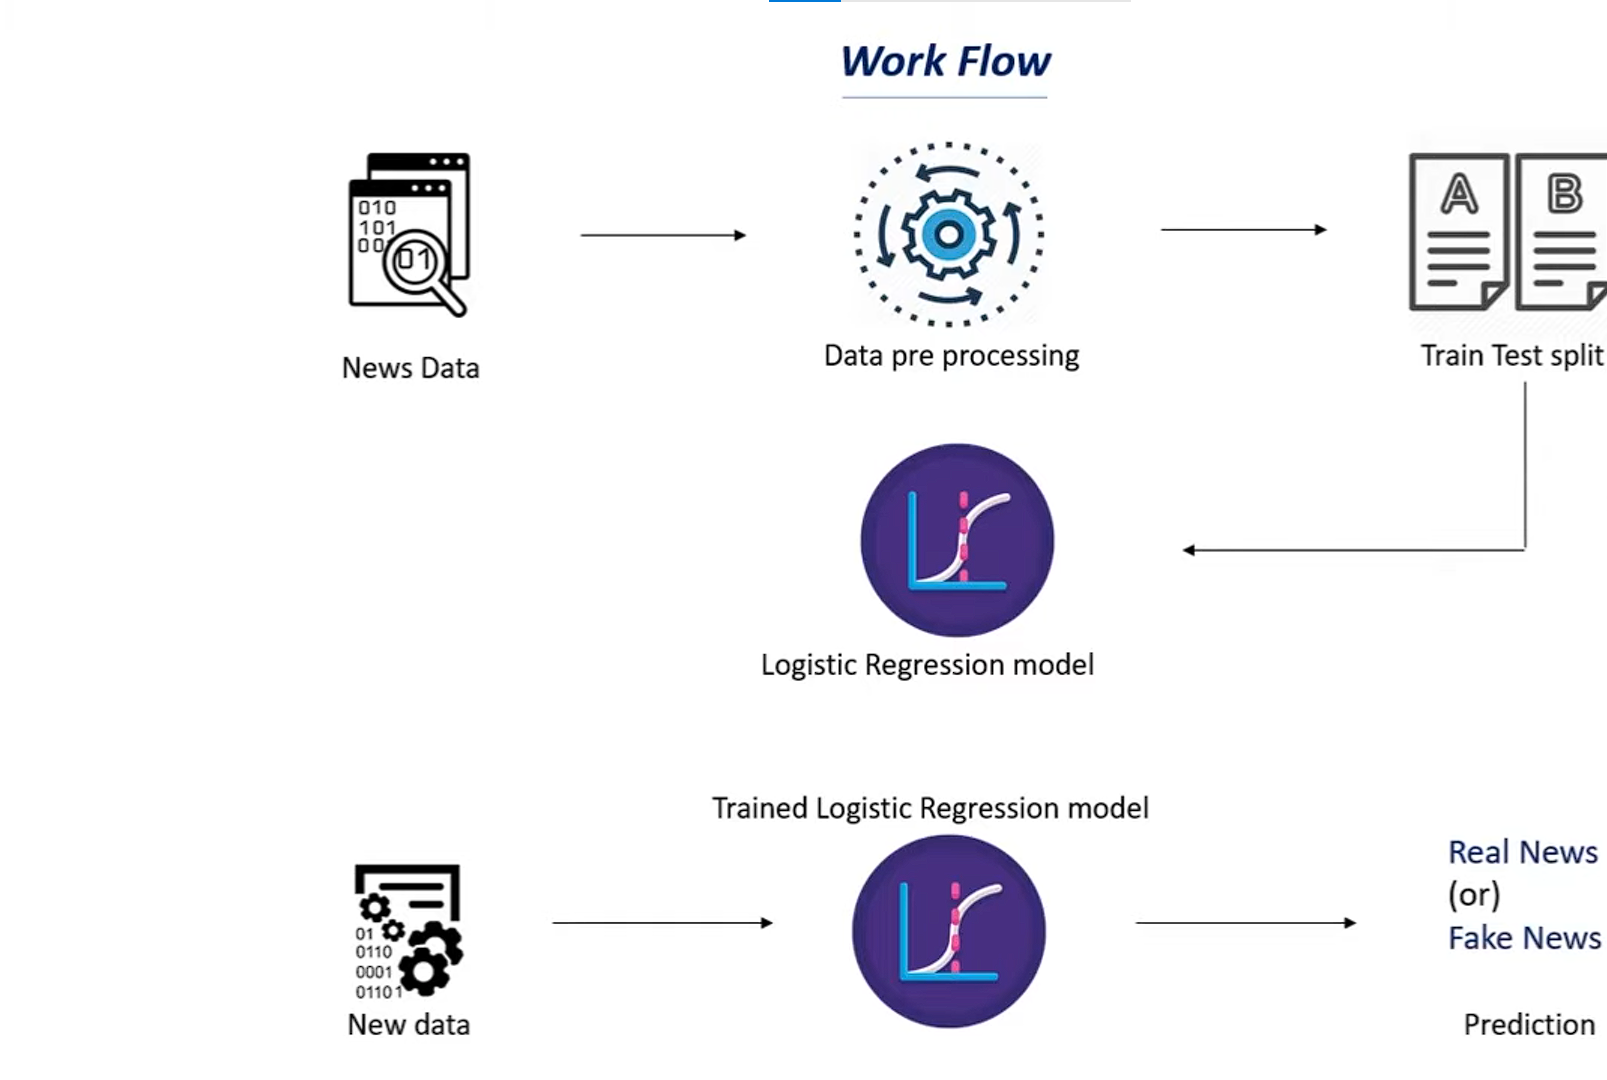 Work Flow
010
101
00
01
A
B
News Data
Data pre processing
Train Test split
Logistic Regression model
Trained Logistic Regression model
Real News
(or)
Fake News
01
0110
0001
01101
New data
Prediction